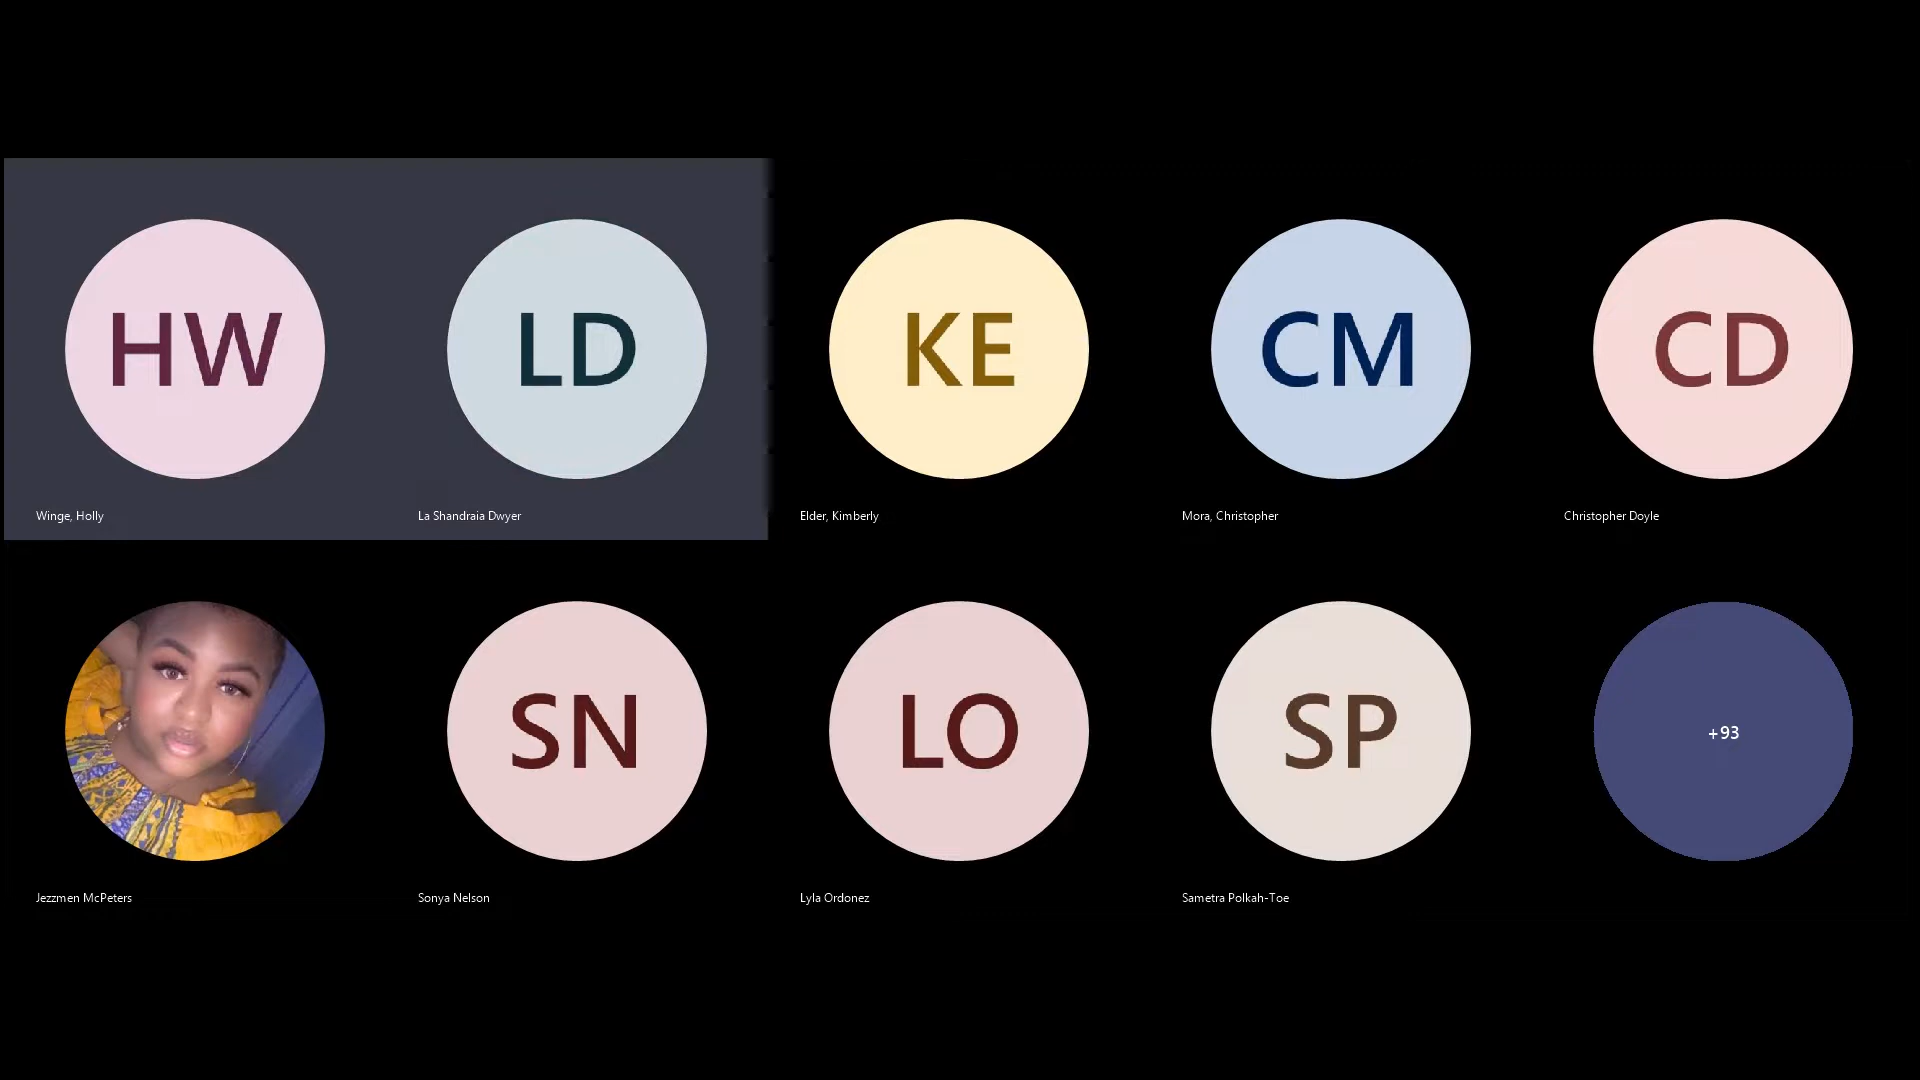 HW
LD
KE
CM
CD
Winge, Holly
La Shandraia Dwyer
Elder, Kimberly
Mora, Christopher
Christopher Doyle
SN
LO
SP
+93
Jezzmen McPeters
Sonya Nelson
Lyla Ordonez
Sametra Polkah-Toe